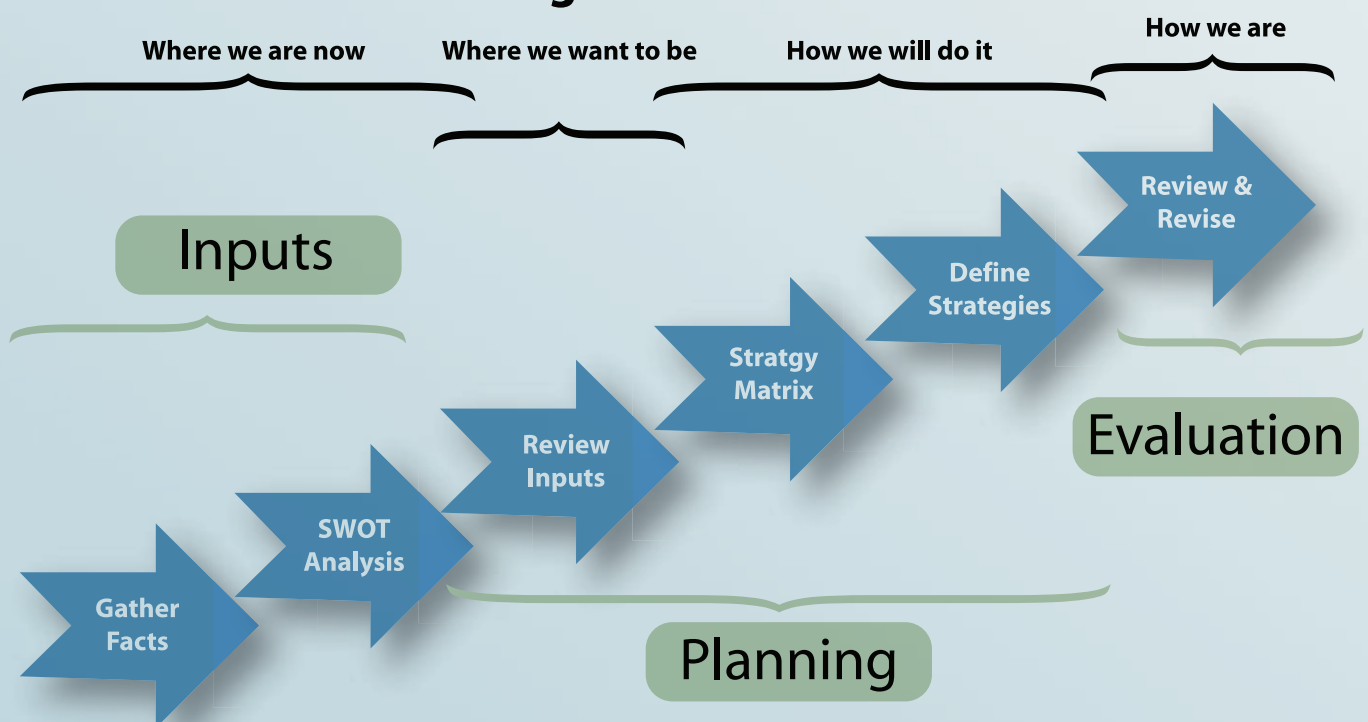 Where we are now
Where we want to be
How we will do it
How we are
Inputs
Review &
Revise
Define
Strategies
Stratgy
Matrix
Evaluation
Review
Inputs
SWOT
Analysis
Gather
Facts
Planning